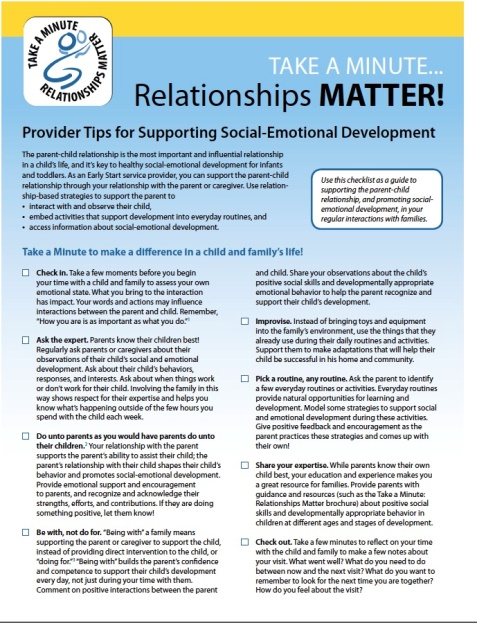 TAKE A MINUTE
RELATIONSHIPS MATTER
TAKE A MINUTE...
Relationships MATTER!
Provider Tips for Supporting Social-Emotional Development
The parent-child relationship is the most important and influential relationship
in a child's life, and it's key to healthy social-emotional development for infants
and toddlers. As an Early Start service provider, you can support the parent-child
relationship through your relationship with the parent or caregiver. Use relation-
ship-based strategies to support the parent to
• interact with and observe their child,
• embed activities that support development into everyday routines, and
• access information about social-emotional development.
Use this checklist as a guide to
supporting the parent-child
relationship, and promoting social-
emotional development, in your
regular interactions with families.
Take a Minute to make a difference in a child and family's life!
Check in. Take a few moments before you begin
your time with a child and family to assess your own
emotional state. What you bring to the interaction
has impact. Your words and actions may influence
interactions between the parent and child. Remember,
"How you are is as important as what you do."1
Ask the expert. Parents know their children best!
Regularly ask parents or caregivers about their
observations of their child's social and emotional
development. Ask about their child's behaviors,
responses, and interests. Ask about when things work
or don't work for their child. Involving the family in this
way shows respect for their expertise and helps you
know what's happening outside of the few hours you
spend with the child each week.
Do unto parents as you would have parents do unto
their children.2 Your relationship with the parent
supports the parent's ability to assist their child; the
parent's relationship with their child shapes their child's
behavior and promotes social-emotional development.
Provide emotional support and encouragement
to parents, and recognize and acknowledge their
strengths, efforts, and contributions. If they are doing
something positive, let them know!
Be with, not do for. "Being with" a family means
supporting the parent or caregiver to support the child,
instead of providing direct intervention to the child, or
"doing for."3 "Being with" builds the parent's confidence
and competence to support their child's development
every day, not just during your time with them.
Comment on positive interactions between the parent
and child. Share your observations about the child's
positive social skills and developmentally appropriate
emotional behavior to help the parent recognize and
support their child's development.
Improvise. Instead of bringing toys and equipment
into the family's environment, use the things that they
already use during their daily routines and activities.
Support them to make adaptations that will help their
child be successful in his home and community.
Pick a routine, any routine. Ask the parent to identify
a few everyday routines or activities. Everyday routines
provide natural opportunities for learning and
development. Model some strategies to support social
and emotional development during these activities.
Give positive feedback and encouragement as the
parent practices these strategies and comes up with
their own!
Share your expertise. While parents know their own
child best, your education and experience makes you
a great resource for families. Provide parents with
guidance and resources (such as the Take a Minute:
Relationships Matter brochure) about positive social
skills and developmentally appropriate behavior in
children at different ages and stages of development.
Check out. Take a few minutes to reflect on your time
with the child and family to make a few notes about
your visit. What went well? What do you need to do
between now and the next visit? What do you want to
remember to look for the next time you are together?
How do you feel about the visit?